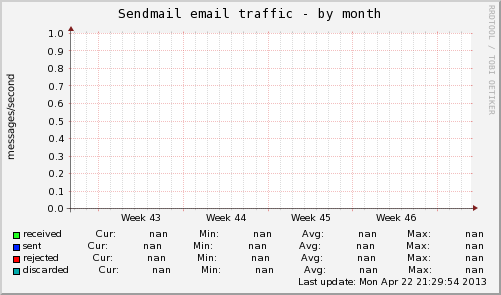 Sendmail email traffic - by month
RRDTOOL / TOBI OETIKER
messages/second
1.0
0.9
0.8
0.7
0.6
0.5
0.4
0.3
0.2
0.1
0.0
Week 43 Week 44 Week 45 Week 46
received Cur: nan Min: nan Avg: nan Max: nan
sent Cur: nan Min: nan Avg: nan Max: nan
rejected Cur: nan Min: nan Avg: nan Max: nan
discarded Cur: nan Min: nan Avg: nan Max: nan
Last update: Mon Apr 22 21:29:54 2013